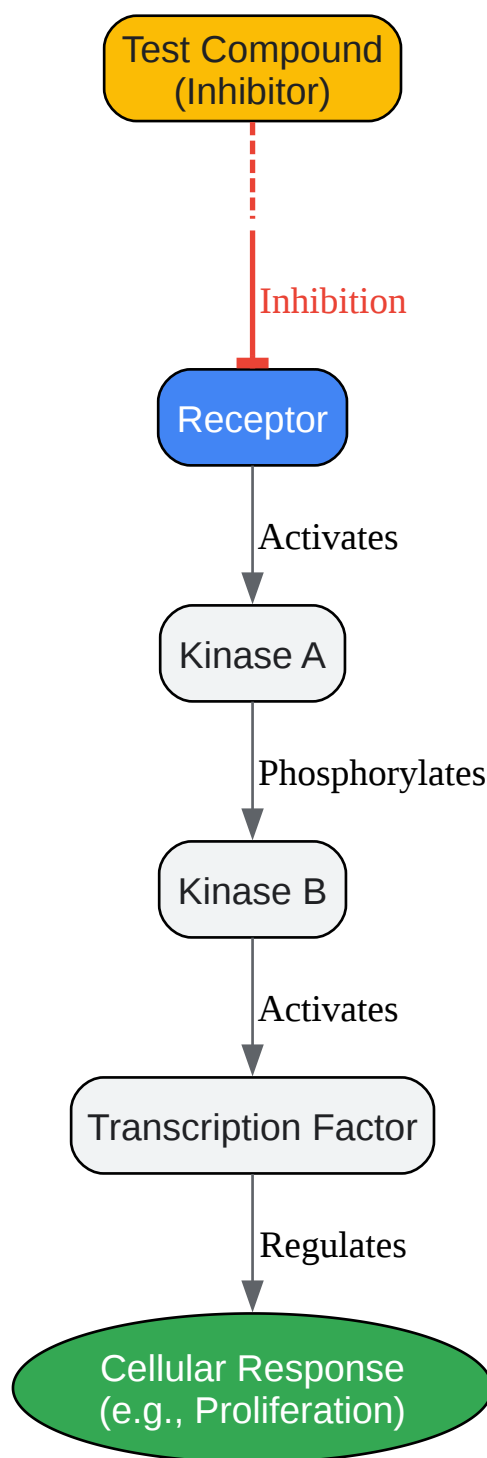 Test Compound
(Inhibitor)
Inhibition
Receptor
Activates
Kinase A
Phosphorylates
Kinase B
Activates
Transcription Factor
Regulates
Cellular Response
(e.g., Proliferation)